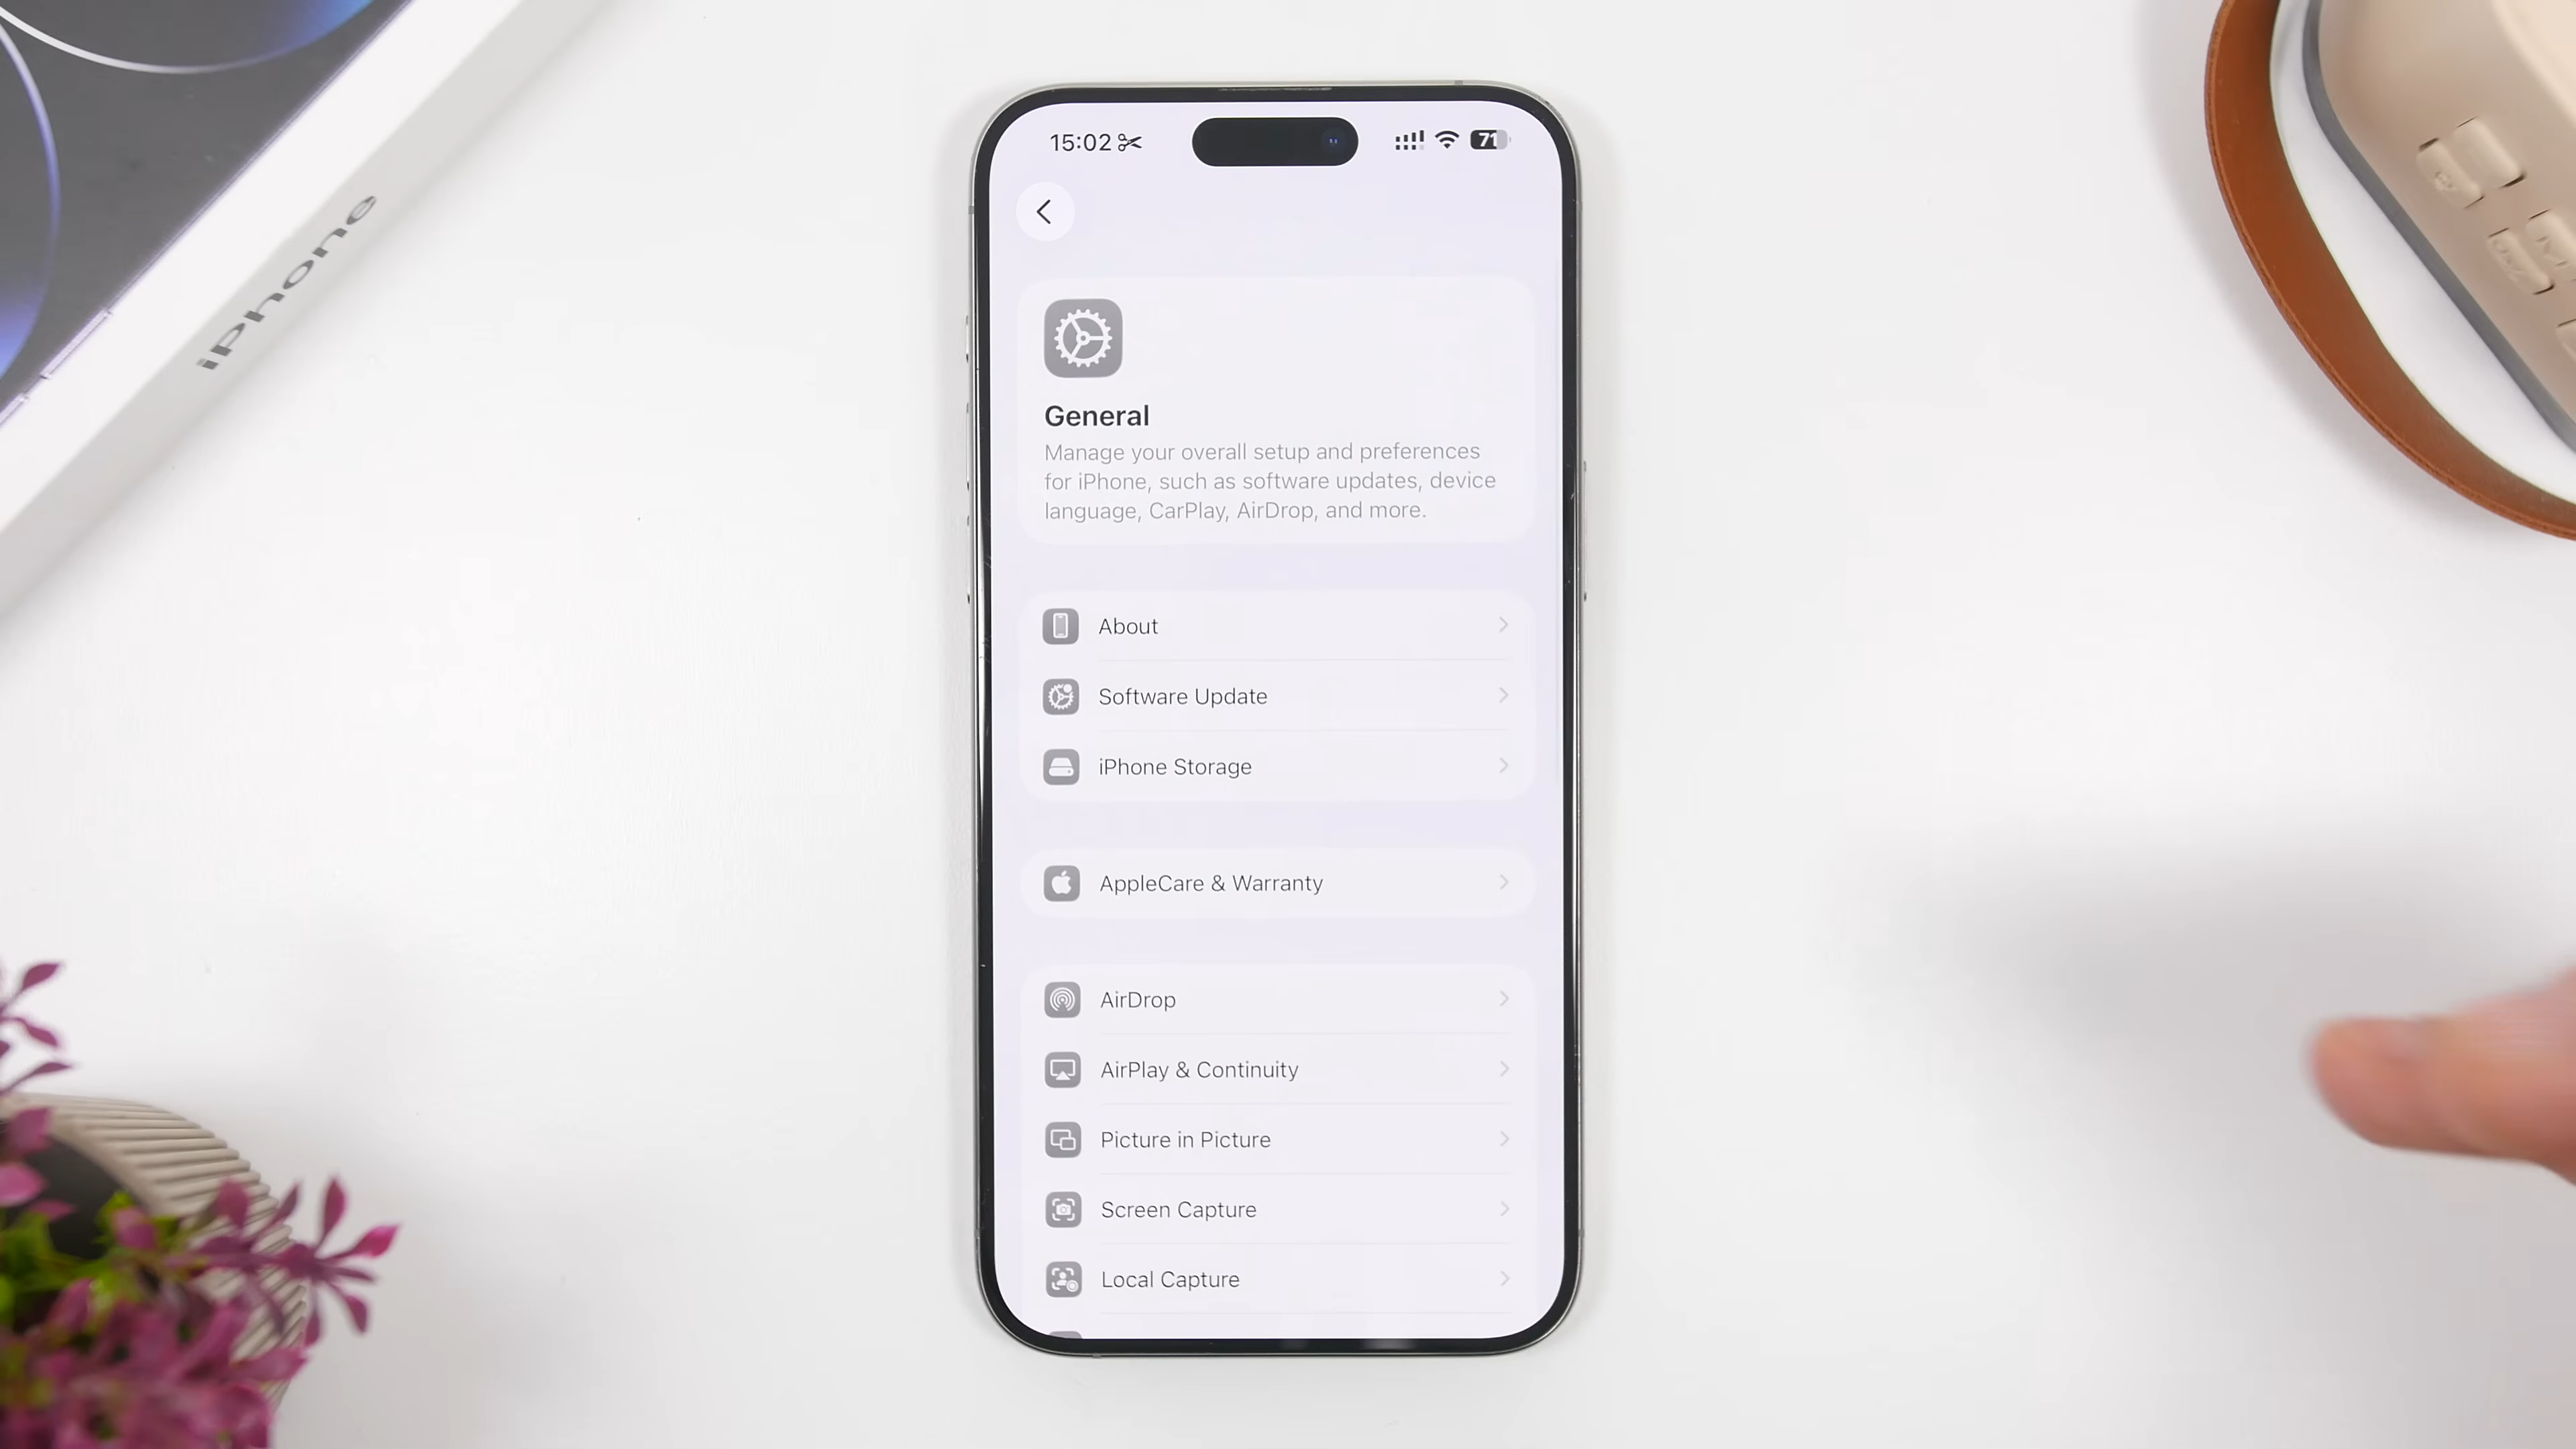 iPhone
15:02
71
General
Manage your overall setup and preferences
for iPhone, such as software updates, device
language, CarPlay, AirDrop, and more.
About
Software Update
iPhone Storage
AppleCare & Warranty
AirDrop
AirPlay & Continuity
Picture in Picture
Screen Capture
Local Capture